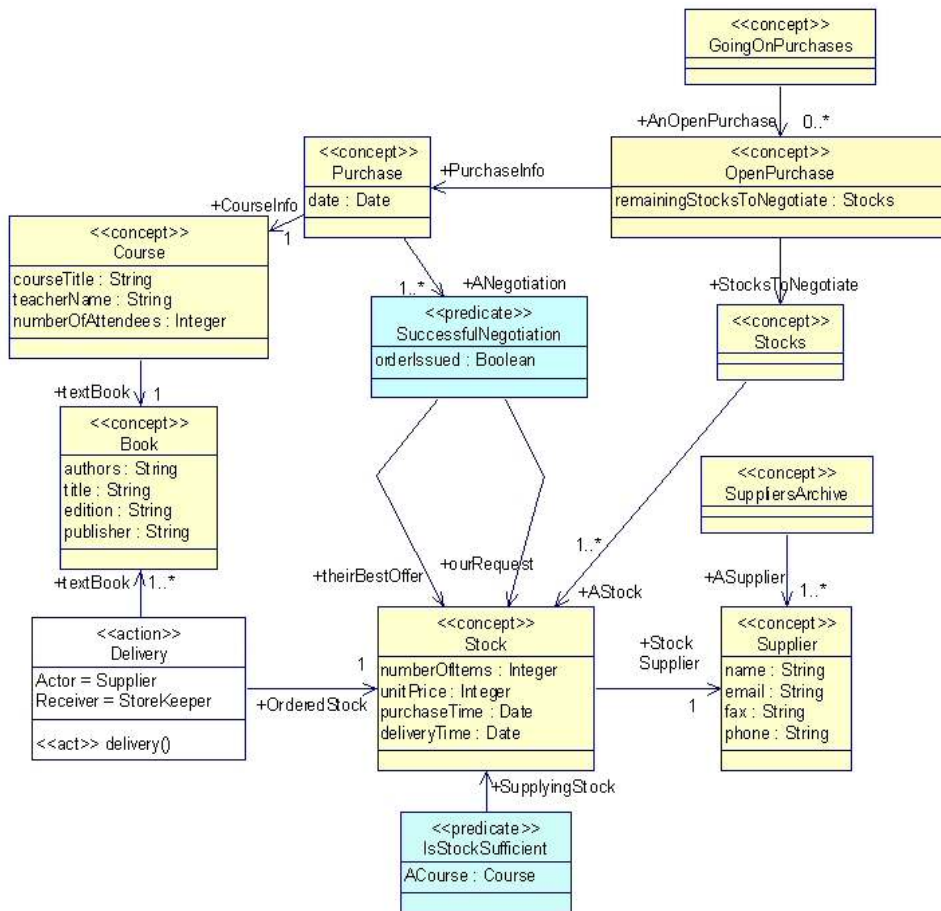 <<concept>>
GoingOnPurchases
+AnOpenPurchase
0..*
<<concept>>
Purchase
date : Date
+PurchaseInfo
<<concept>>
OpenPurchase
remainingStocksToNegotiate : Stocks
+CourseInfo
1
<<concept>>
Course
courseTitle : String
teacherName : String
numberOfAttendees : Integer
1..*
+ANegotiation
<<predicate>>
SuccessfulNegotiation
orderIssued : Boolean
+StocksToNegotiate
<<concept>>
Stocks
+textBook
1
<<concept>>
Book
authors : String
title : String
edition : String
publisher : String
<<concept>>
SuppliersArchive
+theirBestOffer
+ourRequest
1..*
+AStock
+ASupplier
1..*
+textBook
1..*
<<action>>
Delivery
Actor = Supplier
Receiver = StoreKeeper
<<act>> delivery()
1
+OrderedStock
<<concept>>
Stock
numberOfItems : Integer
unitPrice : Integer
purchaseTime : Date
deliveryTime : Date
+Stock
Supplier
1
<<concept>>
Supplier
name : String
email : String
fax : String
phone : String
+SupplyingStock
<<predicate>>
IsStockSufficient
ACourse : Course